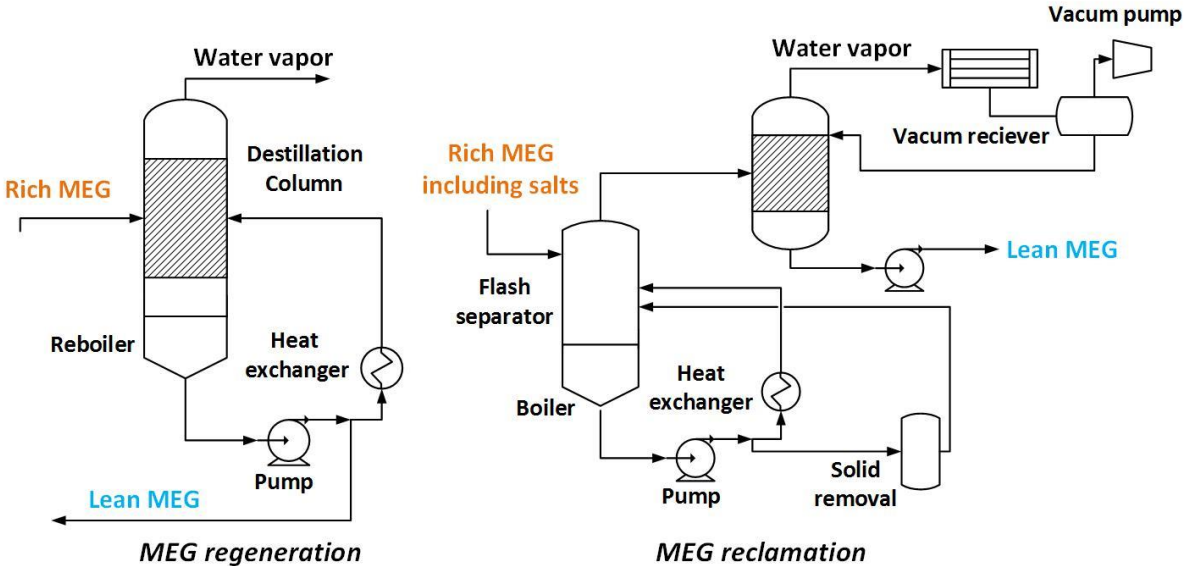 Water vapor
Destillation
Column
Rich MEG
Reboiler
Heat
exchanger
Pump
Lean MEG
MEG regeneration
Vacum pump
Water vapor
Vacum reciever
Rich MEG
including salts
Lean MEG
Flash
separator
Heat
exchanger
Boiler
Solid
removal
Pump
MEG reclamation